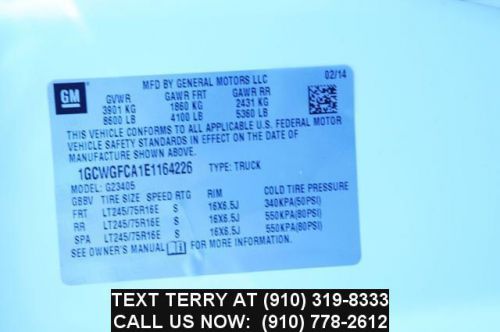 GM
MFD BY GENERAL MOTORS LLC 02/14
GVWR GAWR FRT GAWR RR
3901 KG 1860 KG 2431 KG
8600 LB 4100 LB 5360 LB
THIS VEHICLE CONFORMS TO ALL APPLICABLE U.S. FEDERAL MOTOR
VEHICLE SAFETY STANDARDS IN EFFECT ON THE DATE OF
MANUFACTURE SHOWN ABOVE.
1GCWGFCA1E1164226 TYPE: TRUCK
MODEL: G23405
GBBV TIRE SIZE SPEED RTG RIM COLD TIRE PRESSURE
FRT LT245/75R16E S 16X6.5J 340KPA(50PSI)
RR LT245/75R16E S 16X6.5J 550KPA(80PSI)
SPA LT245/75R16E S 16X6.5J 550KPA(80PSI)
SEE OWNER'S MANUAL FOR MORE INFORMATION.
TEXT TERRY AT (910) 319-8333
CALL US NOW: (910) 778-2612